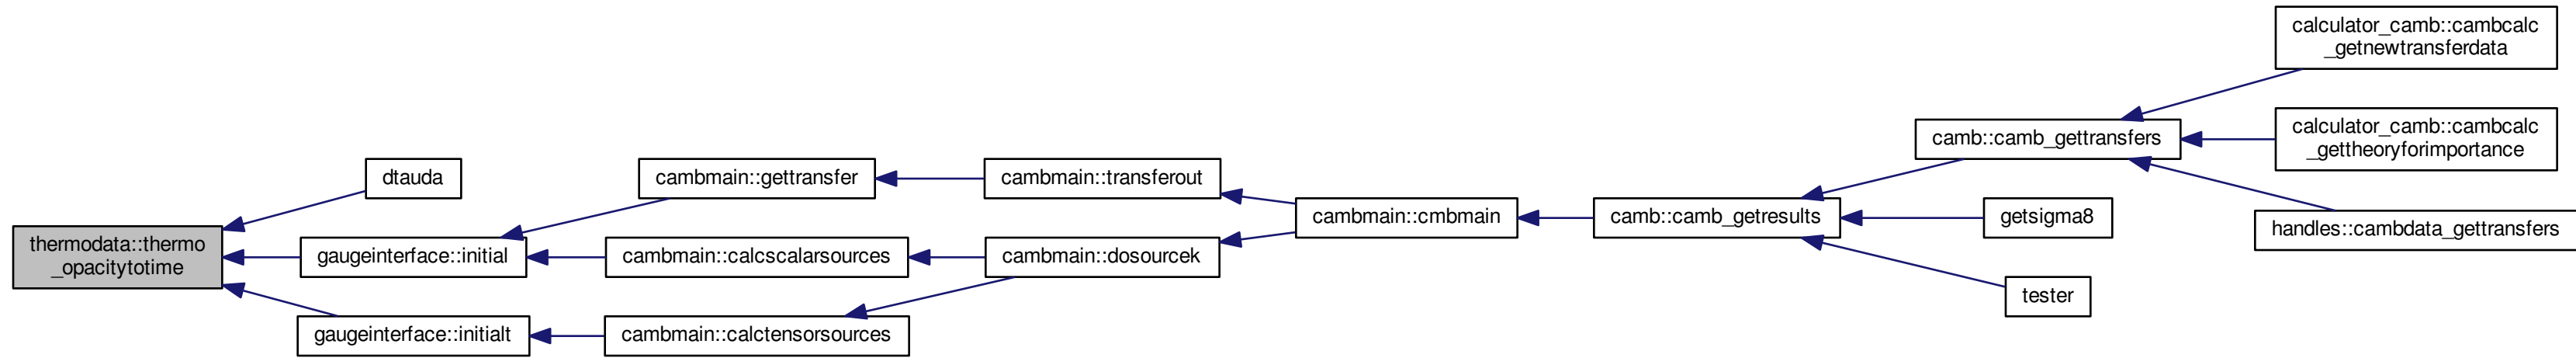 thermodata::thermo
_opacitytotime
dtauda
gaugeinterface::initial
gaugeinterface::initialt
cambmain::gettransfer
cambmain::calcscalarsources
cambmain::calctensorsources
cambmain::transferout
cambmain::dosourcek
cambmain::cmbmain
camb::camb_getresults
camb::camb_gettransfers
getsigma8
tester
calculator_camb::cambcalc
_getnewtransferdata
calculator_camb::cambcalc
_gettheoryforimportance
handles::cambdata_gettransfers